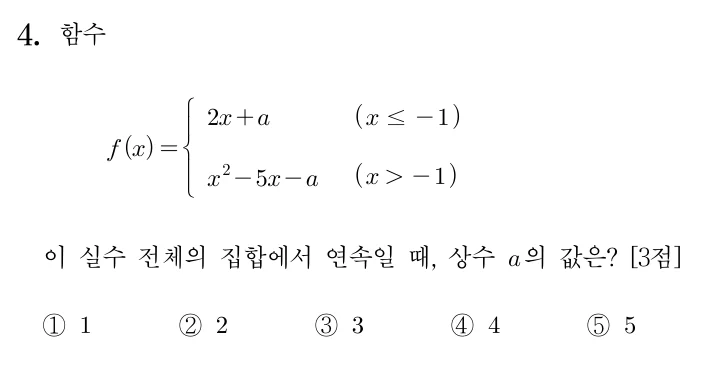 4. 함수
f(x) = { 2x+a (x ≤ -1)
x²-5x-a (x > -1)
이 실수 전체의 집합에서 연속일 때, 상수 a의 값은? [3점]
① 1 ② 2 ③ 3 ④ 4 ⑤ 5